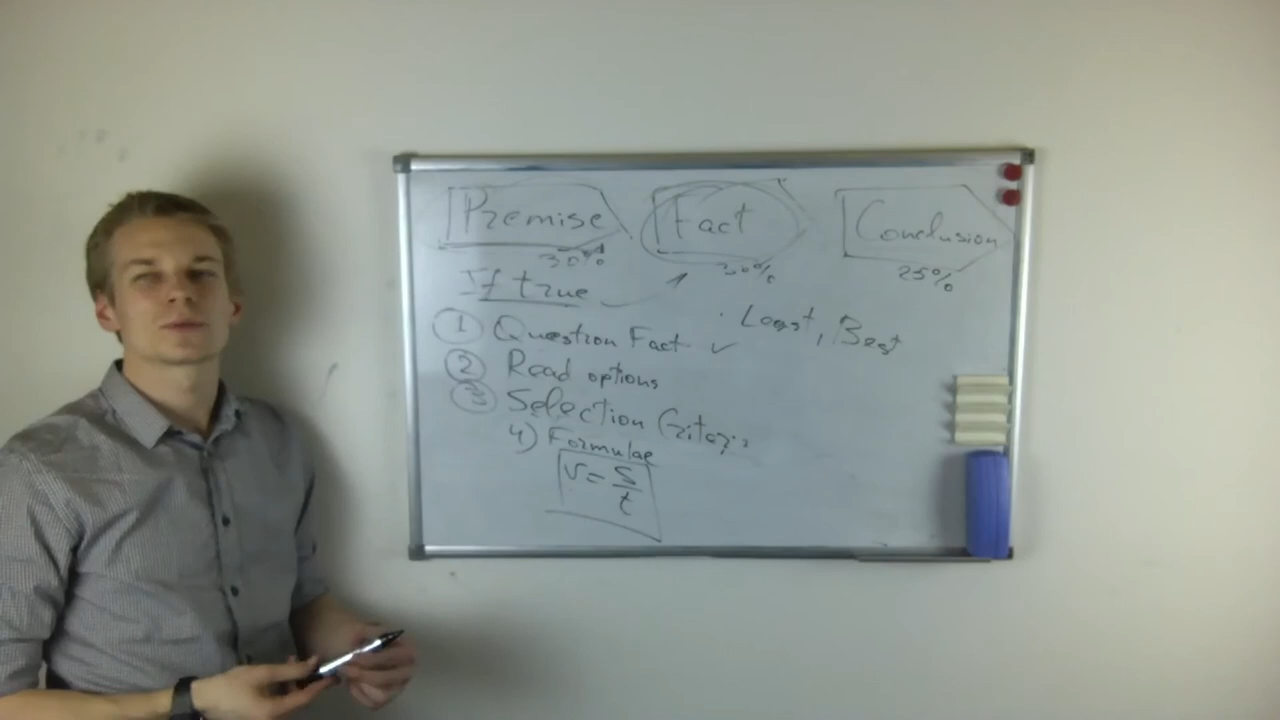 Premise Fact Conclusion
30% 30% 25%
If true
Least, Best
1 Question Fact ✓
2 Read options
3 Selection Criteria
4) Formulae
v = s/t